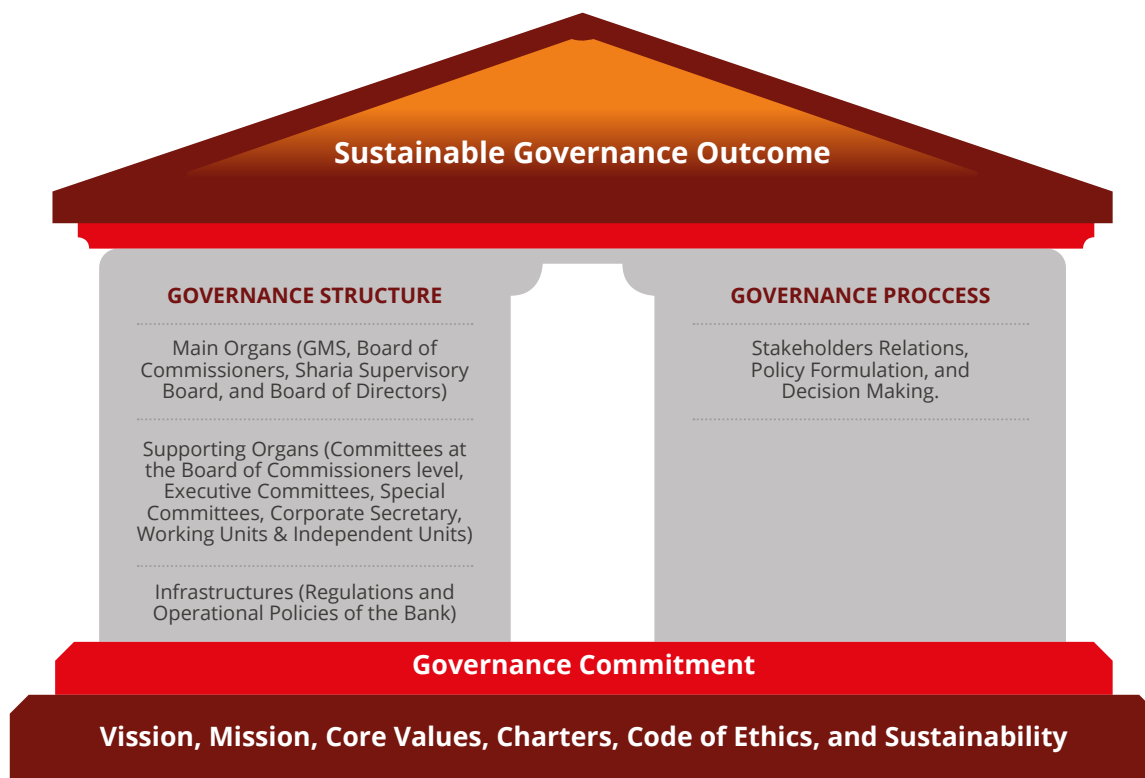 Sustainable Governance Outcome
GOVERNANCE STRUCTURE
Main Organs (GMS, Board of
Commissioners, Sharia Supervisory
Board, and Board of Directors)
Supporting Organs (Committees at
the Board of Commissioners level,
Executive Committees, Special
Committees, Corporate Secretary,
Working Units & Independent Units)
Infrastructures (Regulations and
Operational Policies of the Bank)
GOVERNANCE PROCCESS
Stakeholders Relations,
Policy Formulation, and
Decision Making.
Governance Commitment
Vission, Mission, Core Values, Charters, Code of Ethics, and Sustainability